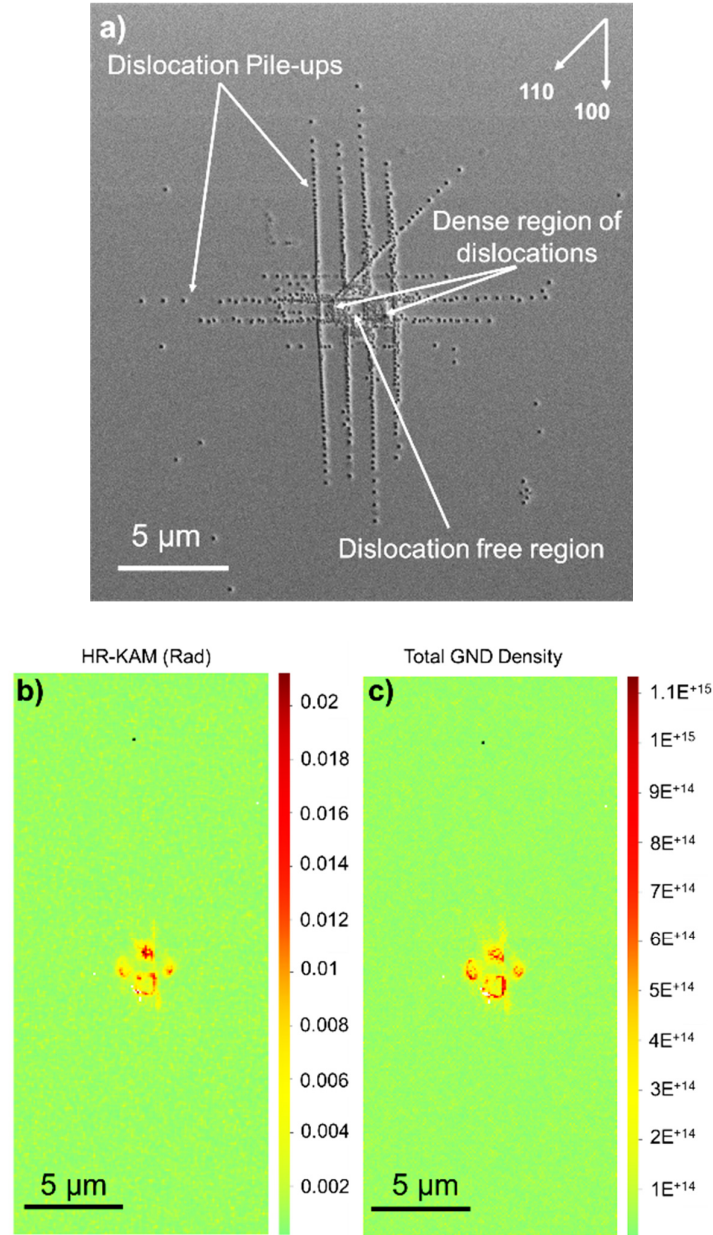 a)
Dislocation Pile-ups
110
100
Dense region of
dislocations
5 μm
Dislocation free region
HR-KAM (Rad)
b)
0.02
0.018
0.016
0.014
0.012
0.01
0.008
0.006
0.004
0.002
5 μm
Total GND Density
c)
1.1E+15
1E+15
9E+14
8E+14
7E+14
6E+14
5E+14
4E+14
3E+14
2E+14
1E+14
5 μm